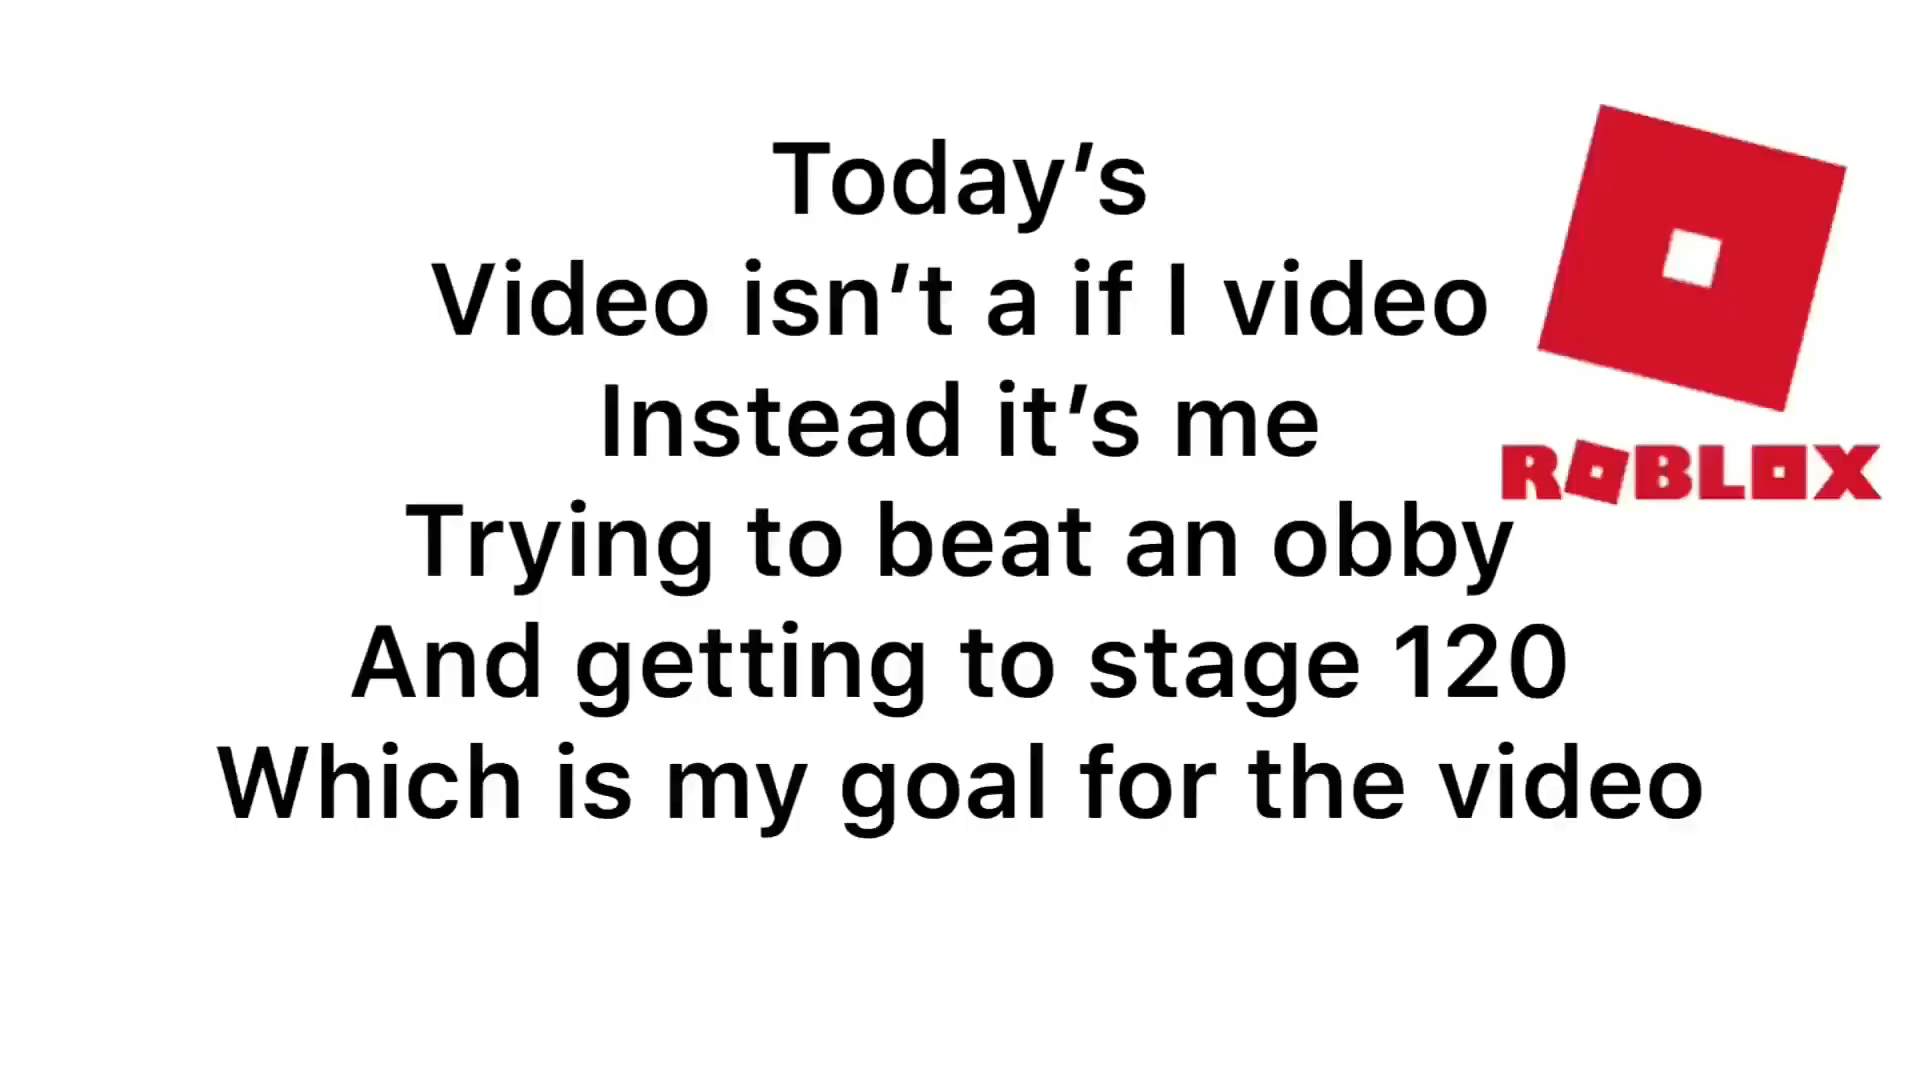 Today’s
Video isn’t a if I video
Instead it’s me
ROBLOX
Trying to beat an obby
And getting to stage 120
Which is my goal for the video